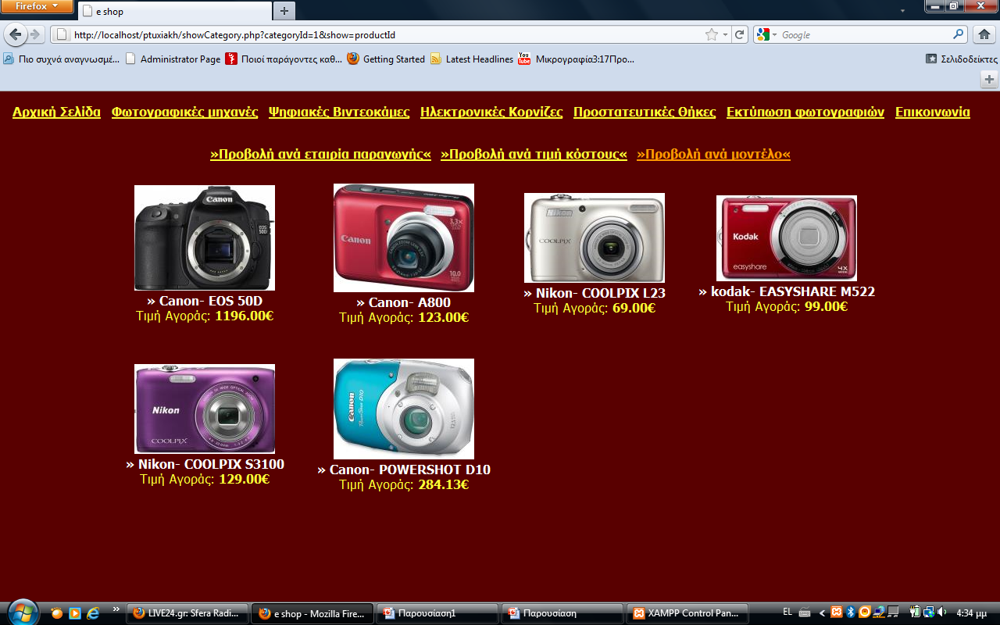 Firefox
e shop
http://localhost/ptuxiakh/showCategory.php?categoryId=1&show=productId
Google
Πιο συχνά αναγνωσμέ...
Administrator Page
Ποιοί παράγοντες καθ...
Getting Started
Latest Headlines
You Tube
Μικρογραφία3:17Προ...
Σελιδοδείκτες
Αρχική Σελίδα Φωτογραφικές μηχανές Ψηφιακές Βιντεοκάμες Ηλεκτρονικές Κορνίζες Προστατευτικές Θήκες Εκτύπωση φωτογραφιών Επικοινωνία
»Προβολή ανά εταιρία παραγωγής« »Προβολή ανά τιμή κόστους« »Προβολή ανά μοντέλο«
Canon
EOS 50D
» Canon- EOS 50D
Τιμή Αγοράς: 1196.00€
Canon
3.3x
10.0
» Canon- A800
Τιμή Αγοράς: 123.00€
Nikon
COOLPIX
» Nikon- COOLPIX L23
Τιμή Αγοράς: 69.00€
Kodak
easyshare
4X
» kodak- EASYSHARE M522
Τιμή Αγοράς: 99.00€
Nikon
COOLPIX
» Nikon- COOLPIX S3100
Τιμή Αγοράς: 129.00€
Canon
PowerShot D10
» Canon- POWERSHOT D10
Τιμή Αγοράς: 284.13€
LIVE24.gr: Sfera Radi...
e shop - Mozilla Fire...
Παρουσίαση1
Παρουσίαση
XAMPP Control Pan...
EL
4:34 μμ